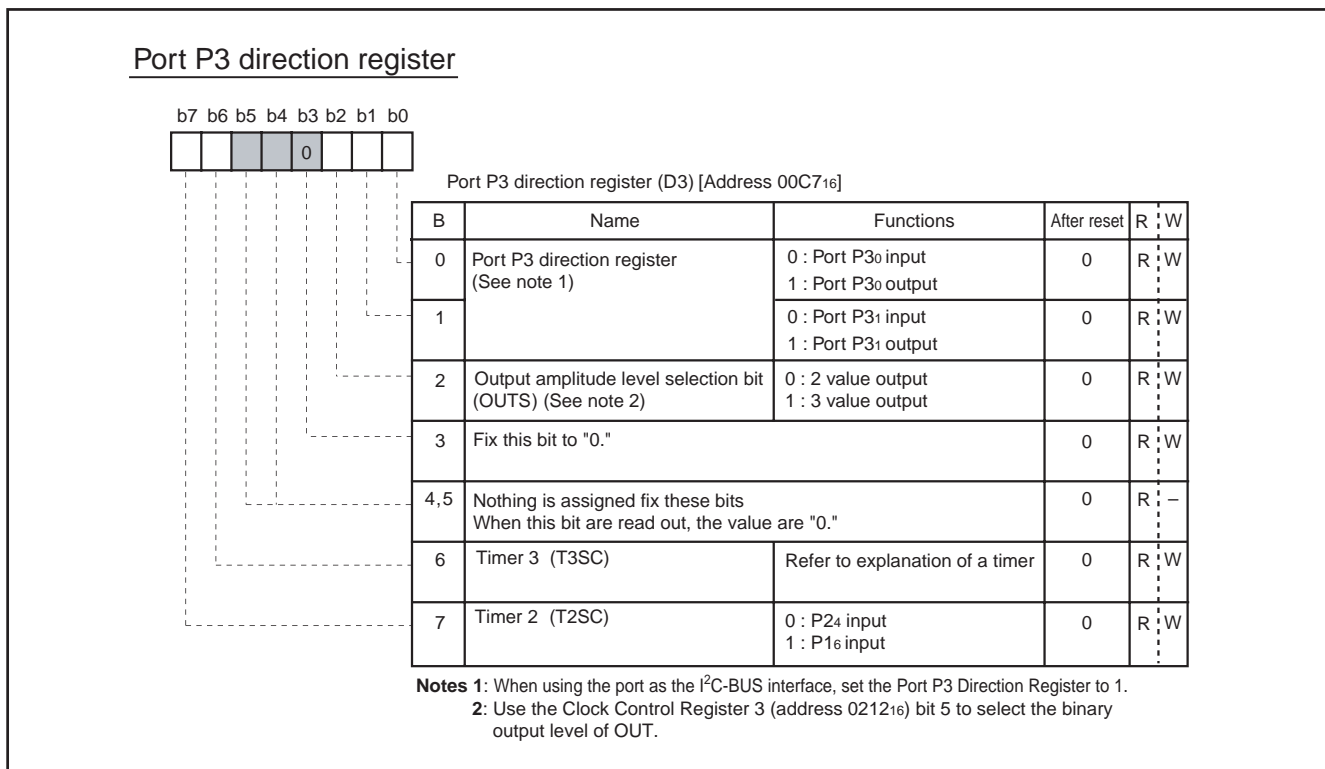 Port P3 direction register
b7 b6 b5 b4 b3 b2 b1 b0
0
Port P3 direction register (D3) [Address 00C716]
B Name Functions After reset R W
0 Port P3 direction register (See note 1) 0 : Port P30 input 0 R W
1 : Port P30 output
1 0 : Port P31 input 0 R W
1 : Port P31 output
2 Output amplitude level selection bit 0 : 2 value output 0 R W
(OUTS) (See note 2) 1 : 3 value output
3 Fix this bit to "0." 0 R W
4,5 Nothing is assigned fix these bits 0 R –
When this bit are read out, the value are "0."
6 Timer 3 (T3SC) Refer to explanation of a timer 0 R W
7 Timer 2 (T2SC) 0 : P24 input 0 R W
1 : P16 input
Notes 1: When using the port as the I2C-BUS interface, set the Port P3 Direction Register to 1.
2: Use the Clock Control Register 3 (address 021216) bit 5 to select the binary
output level of OUT.